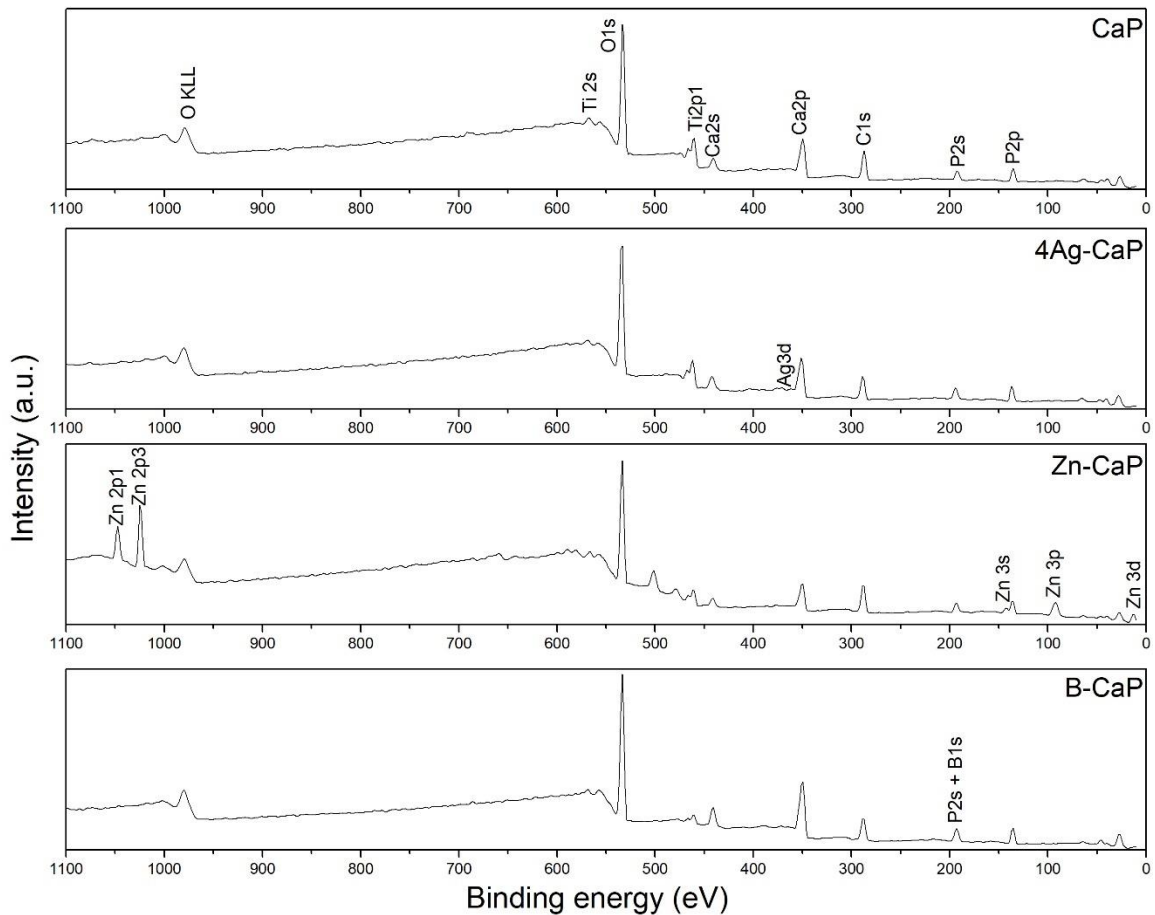 CaP
O KLL
Ti 2s
O1s
Ti2p1
Ca2s
Ca2p
C1s
P2s
P2p
1100 1000 900 800 700 600 500 400 300 200 100 0
4Ag-CaP
Ag3d
1100 1000 900 800 700 600 500 400 300 200 100 0
Zn-CaP
Zn 2p1
Zn 2p3
Zn 3s
Zn 3p
Zn 3d
1100 1000 900 800 700 600 500 400 300 200 100 0
B-CaP
P2s + B1s
1100 1000 900 800 700 600 500 400 300 200 100 0
Intensity (a.u.)
Binding energy (eV)